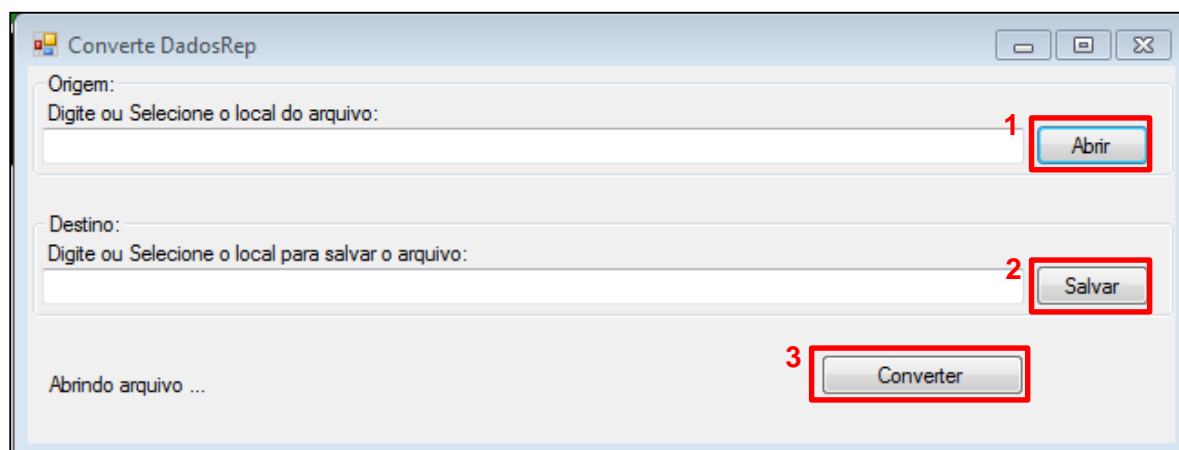 Converte DadosRep
Origem:
Digite ou Selecione o local do arquivo:
1
Abrir
Destino:
Digite ou Selecione o local para salvar o arquivo:
2
Salvar
3
Converter
Abrindo arquivo ...